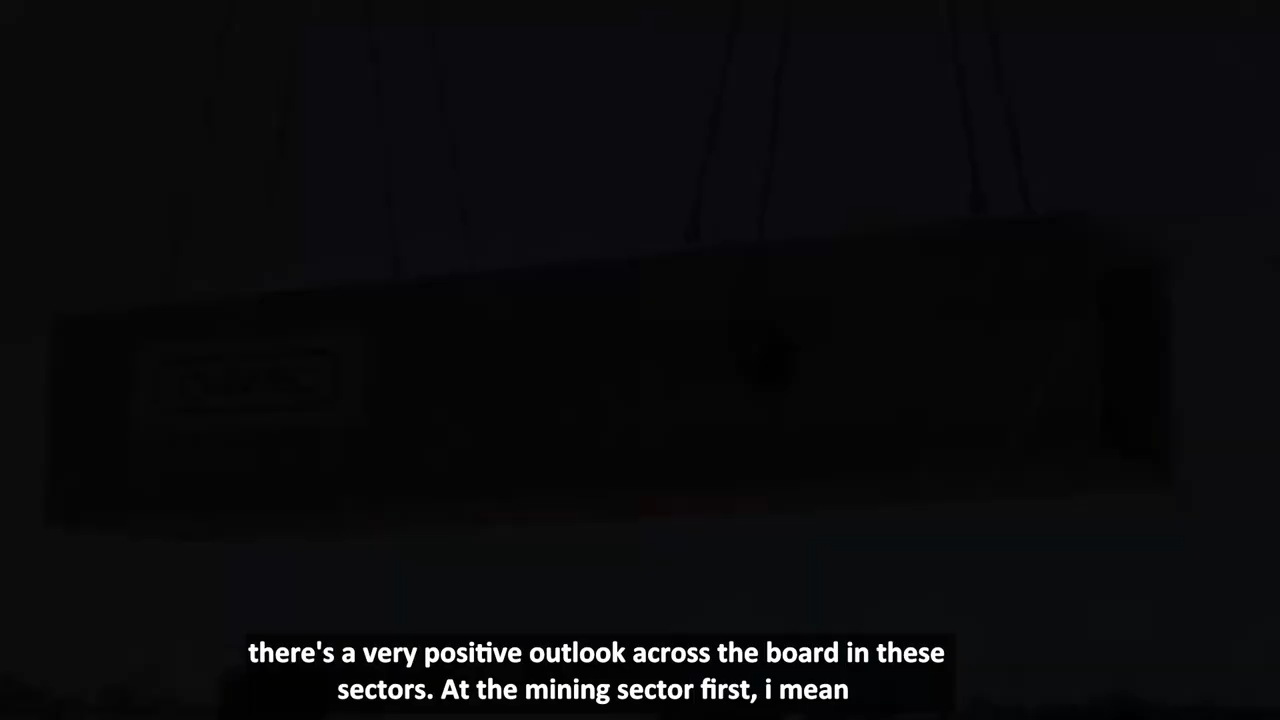 there's a very positive outlook across the board in these
sectors. At the mining sector first, i mean